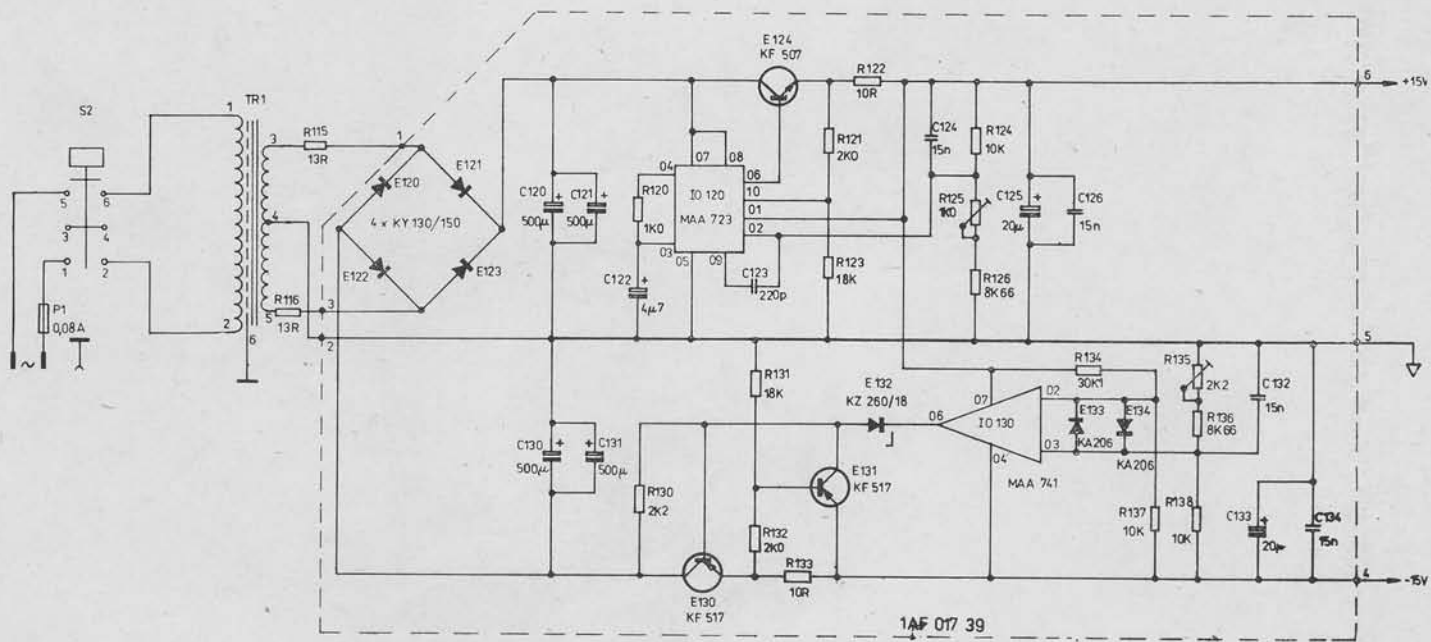 S2
5
6
3
4
1
2
P1
0,08A
~
1
TR1
2
3
4
5
6
R115
13R
R116
13R
1
3
2
E120
E121
4 x KY 130/150
E122
E123
C120
500µ
+
C121
500µ
+
R120
1K0
C122
4µ7
+
04
03
05
07
08
IO 120
MAA 723
06
10
01
02
09
C123
220p
E124
KF 507
R122
10R
R121
2K0
R123
18K
C124
15n
R124
10K
R125
1K0
R126
8K66
C125
20µ
+
C126
15n
6
+15V
5
C130
500µ
+
C131
500µ
+
R131
18K
R130
2K2
R132
2K0
E130
KF 517
R133
10R
E131
KF 517
E132
KZ 260/18
06
07
IO 130
04
02
03
MAA 741
R134
30K1
E133
KA206
E134
KA206
R135
2K2
R136
8K66
C132
15n
R137
10K
R138
10K
C133
20µ
+
C134
15n
4
-15V
1AF 017 39